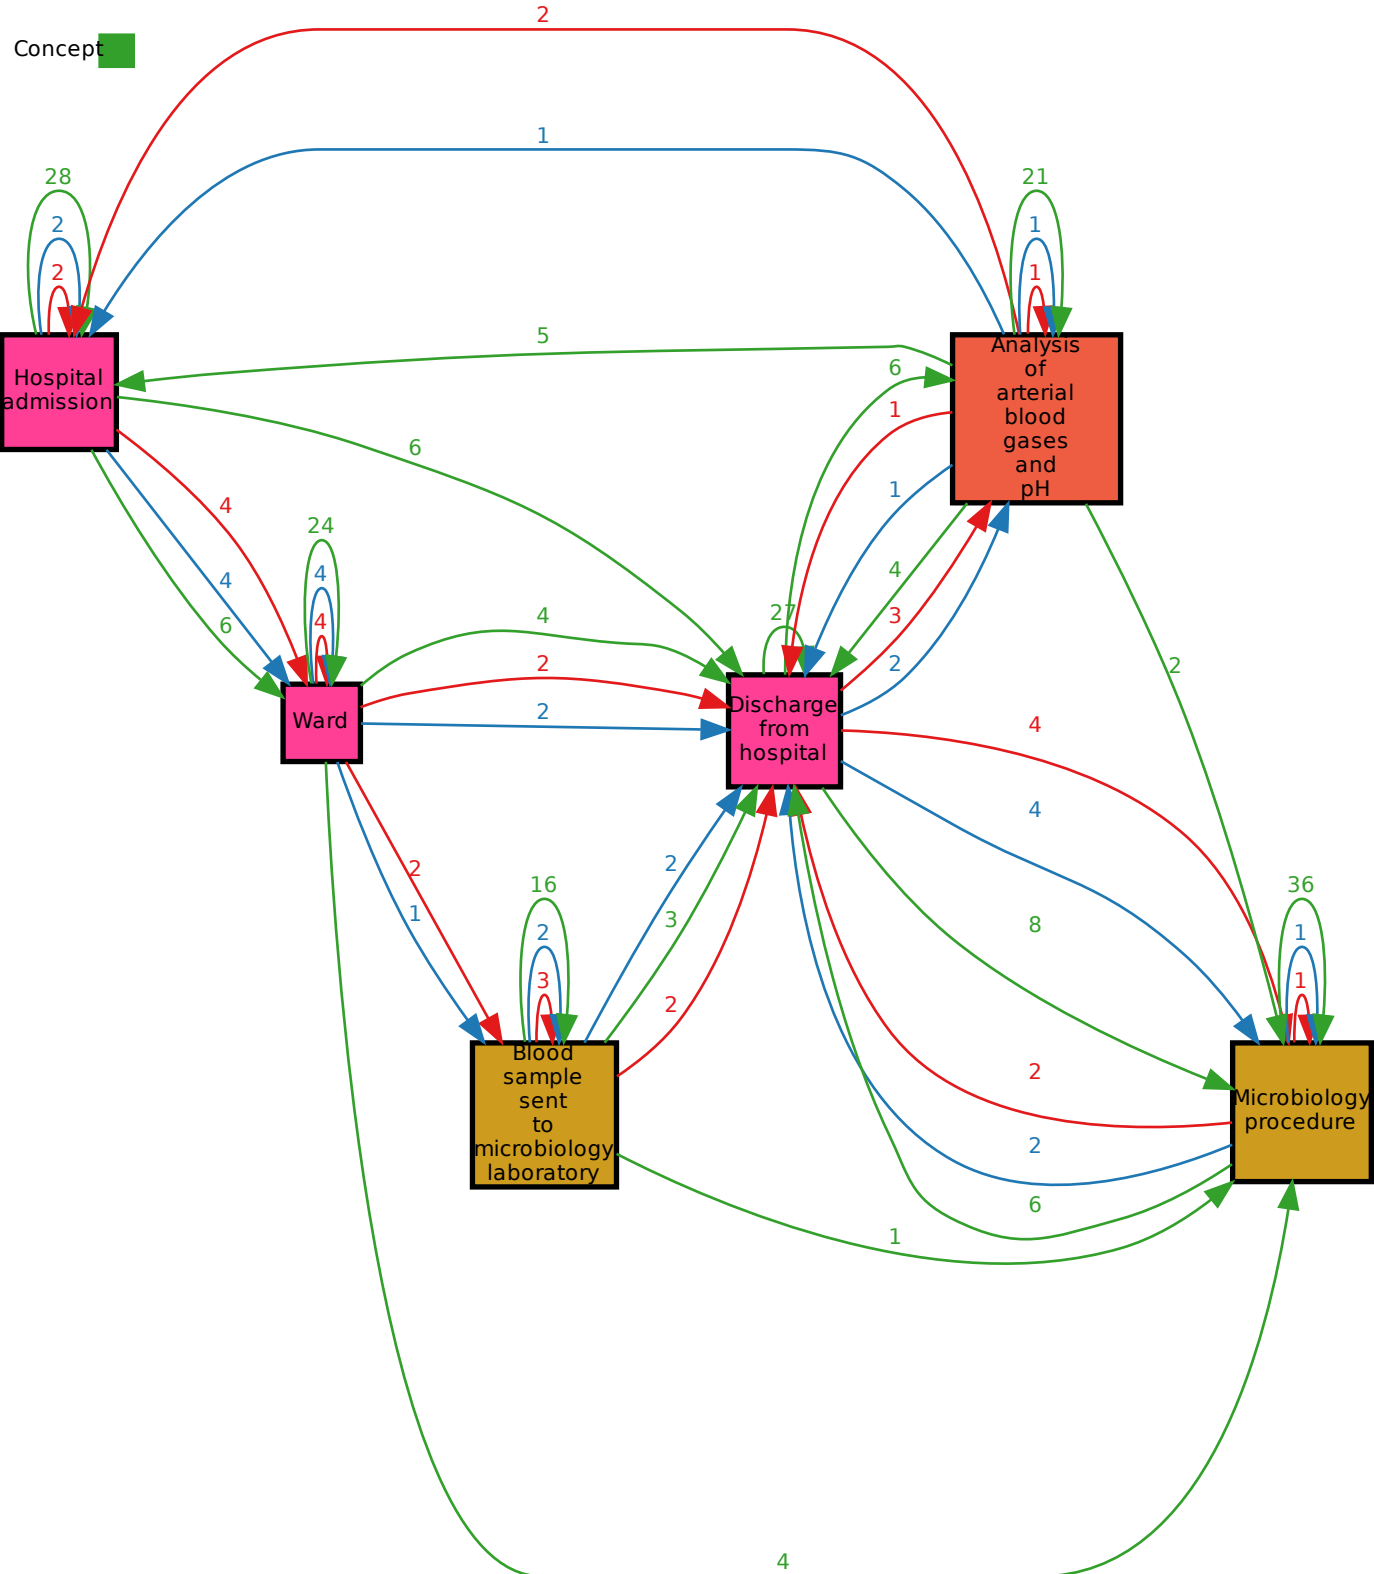 2
Concept
1
28
21
2
1
2
1
5
Analysis
of
arterial
blood
gases
and
pH
6
Hospital
admission
1
6
1
4
24
4
4
4
3
27
6
4
4
2
2
2
2
Ward
Discharge
from
hospital
4
4
2
2
1
3
8
16
36
2
1
3
1
2
Blood
sample
sent
to
microbiology
laboratory
2
Microbiology
procedure
2
6
1
4